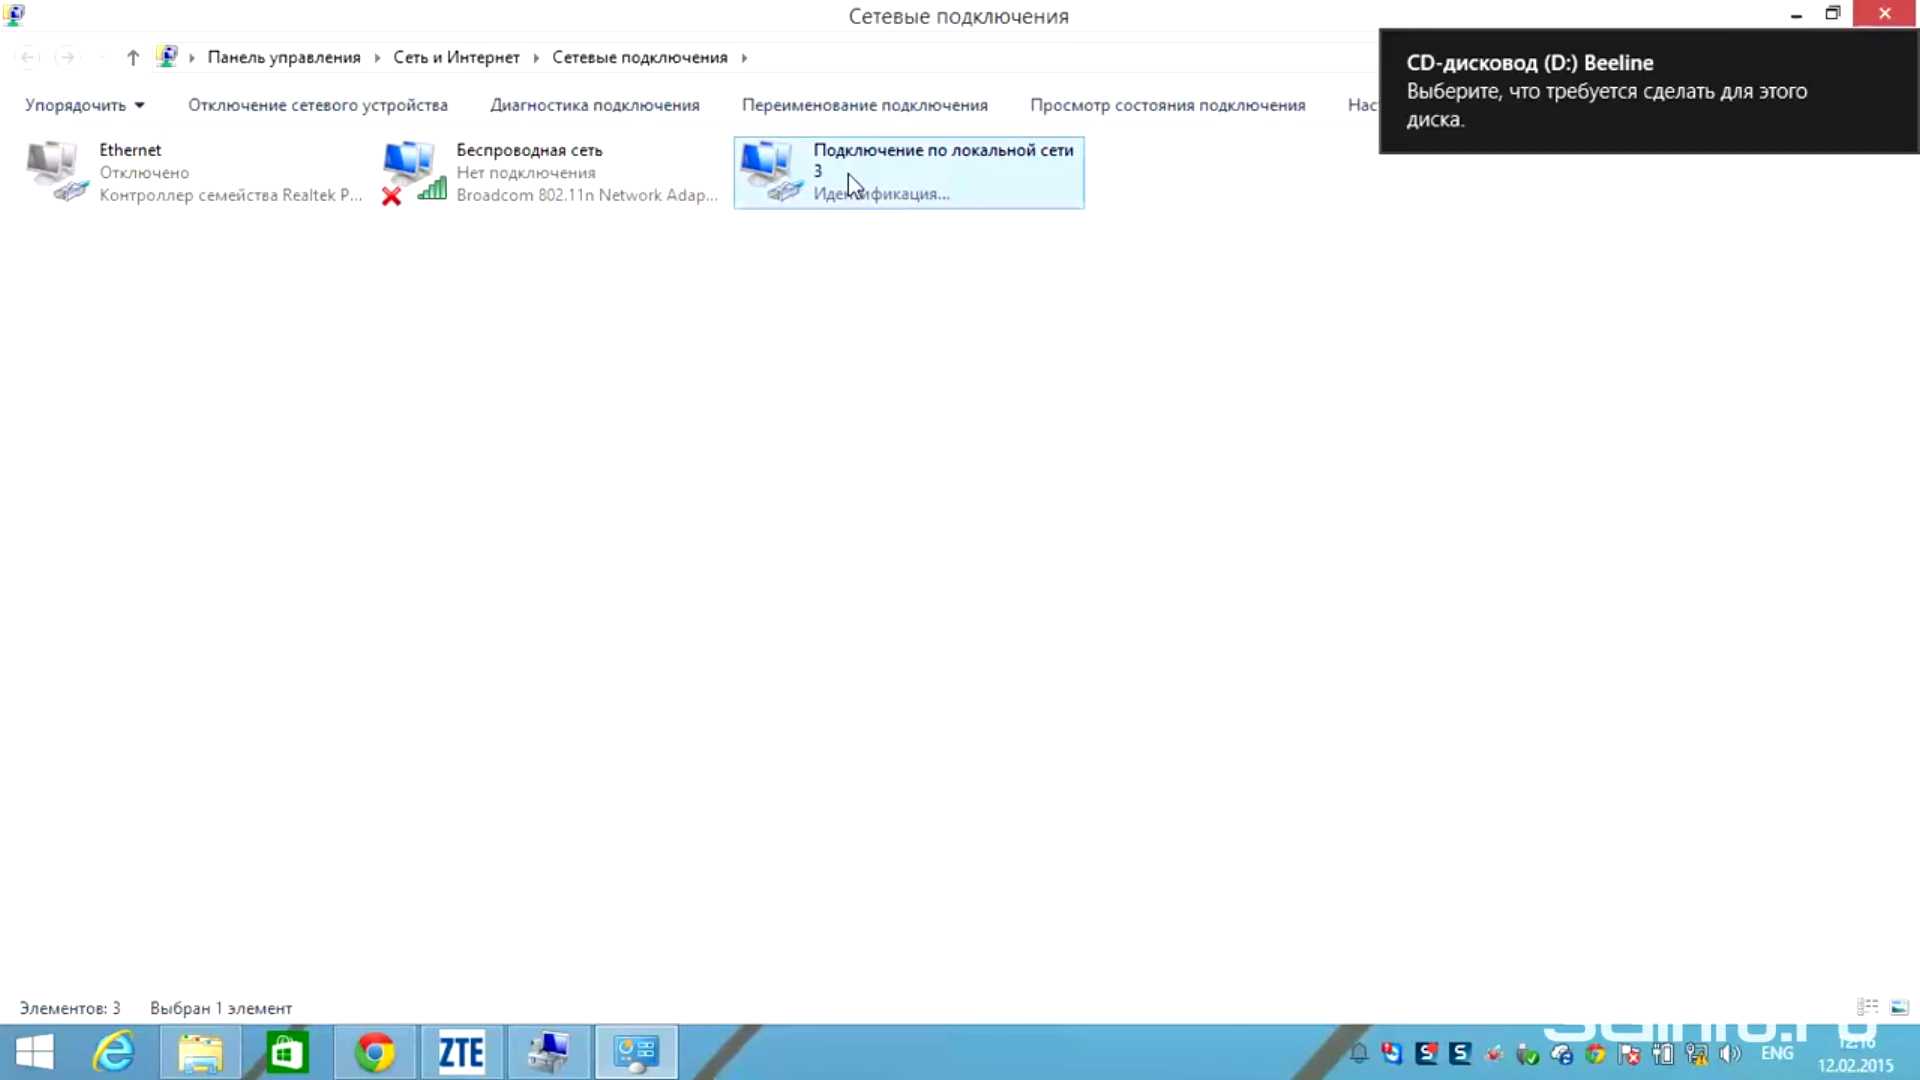 Сетевые подключения
Панель управления
Сеть и Интернет
Сетевые подключения
Упорядочить
Отключение сетевого устройства
Диагностика подключения
Переименование подключения
Просмотр состояния подключения
CD-дисковод (D:) Beeline
Выберите, что требуется сделать для этого
диска.
Ethernet
Отключено
Контроллер семейства Realtek P...
Беспроводная сеть
Нет подключения
Broadcom 802.11n Network Adap...
Подключение по локальной сети
3
Идентификация...
Элементов: 3
Выбран 1 элемент
ZTE
ENG
12:16
12.02.2015